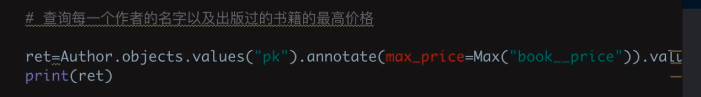 # 查询每一个作者的名字以及出版过的书籍的最高价格
ret=Author.objects.values("pk").annotate(max_price=Max("book__price")).valu
print(ret)